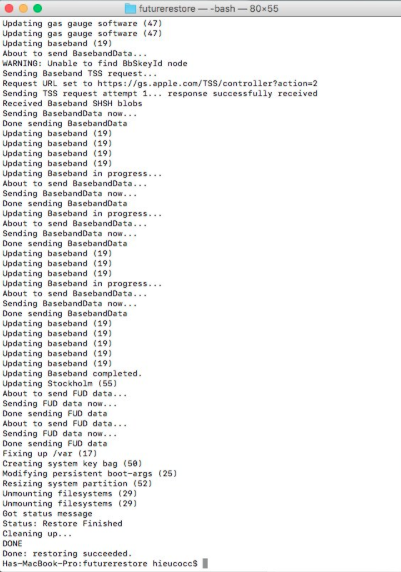 futurerestore — -bash — 80×55
Updating gas gauge software (47)
Updating gas gauge software (47)
Updating baseband (19)
About to send BasebandData...
WARNING: Unable to find BbSkeyId node
Sending Baseband TSS request...
Request URL set to https://gs.apple.com/TSS/controller?action=2
Sending TSS request attempt 1... response successfully received
Received Baseband SHSH blobs
Sending BasebandData now...
Done sending BasebandData
Updating baseband (19)
Updating baseband (19)
Updating baseband (19)
Updating baseband (19)
Updating Baseband in progress...
About to send BasebandData...
Sending BasebandData now...
Done sending BasebandData
Updating Baseband in progress...
About to send BasebandData...
Sending BasebandData now...
Done sending BasebandData
Updating baseband (19)
Updating baseband (19)
Updating baseband (19)
Updating Baseband in progress...
About to send BasebandData...
Sending BasebandData now...
Done sending BasebandData
Updating baseband (19)
Updating baseband (19)
Updating baseband (19)
Updating baseband (19)
Updating baseband (19)
Updating Baseband completed.
Updating Stockholm (55)
About to send FUD data...
Sending FUD data now...
Done sending FUD data
About to send FUD data...
Sending FUD data now...
Done sending FUD data
Fixing up /var (17)
Creating system key bag (50)
Modifying persistent boot-args (25)
Resizing system partition (52)
Unmounting filesystems (29)
Unmounting filesystems (29)
Got status message
Status: Restore Finished
Cleaning up...
DONE
Done: restoring succeeded.
Has-MacBook-Pro:futurerestore hieucocc$